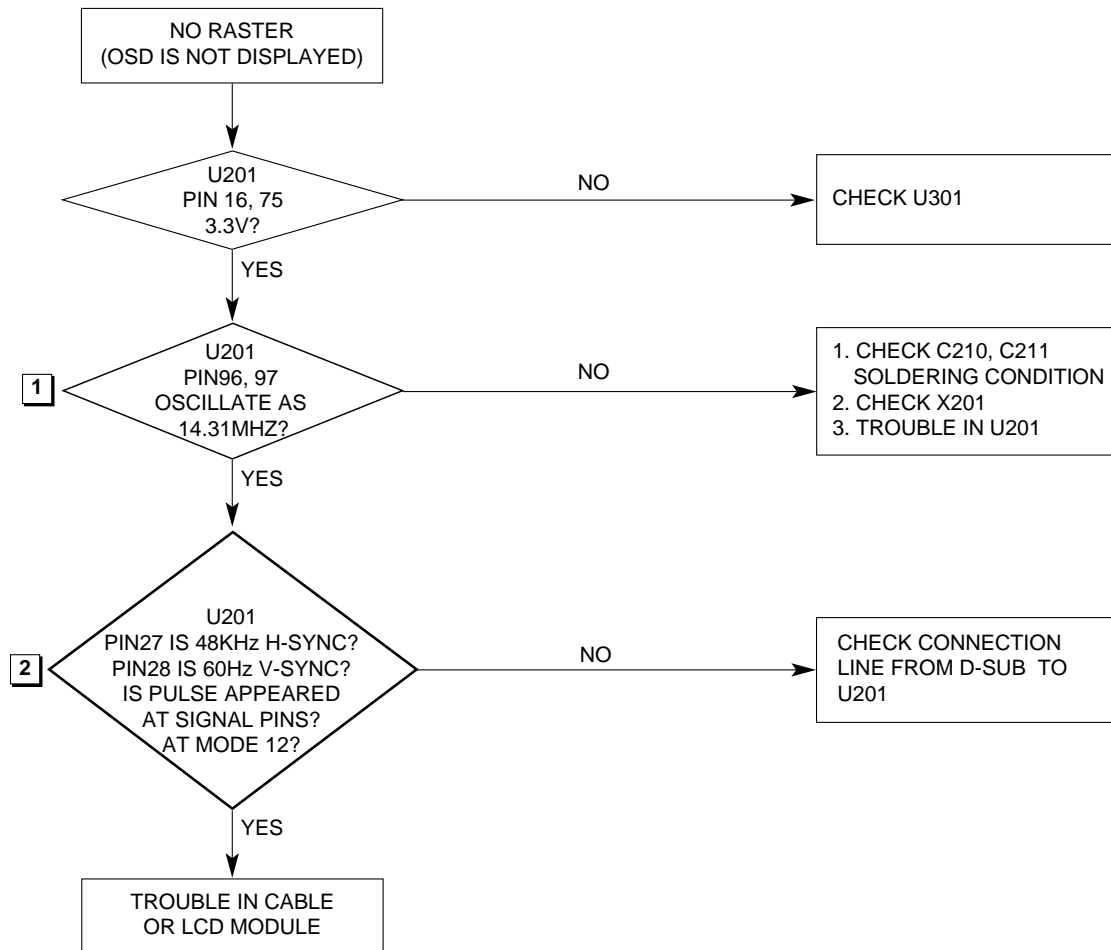 NO RASTER
(OSD IS NOT DISPLAYED)
U201
PIN 16, 75
3.3V?
NO
CHECK U301
YES
1
U201
PIN96, 97
OSCILLATE AS
14.31MHZ?
NO
1. CHECK C210, C211
SOLDERING CONDITION
2. CHECK X201
3. TROUBLE IN U201
YES
2
U201
PIN27 IS 48KHz H-SYNC?
PIN28 IS 60Hz V-SYNC?
IS PULSE APPEARED
AT SIGNAL PINS?
AT MODE 12?
NO
CHECK CONNECTION
LINE FROM D-SUB TO
U201
YES
TROUBLE IN CABLE
OR LCD MODULE